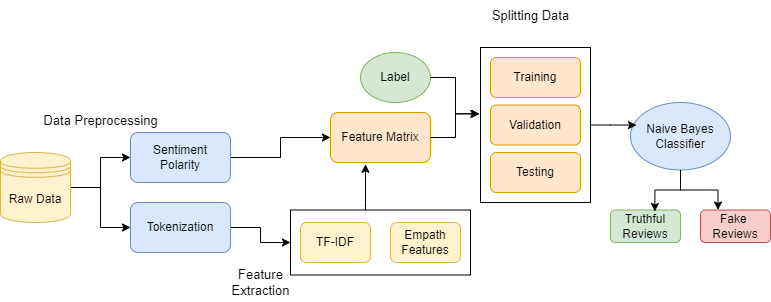 Splitting Data
Label
Training
Data Preprocessing
Feature Matrix
Validation
Naive Bayes
Classifier
Sentiment
Polarity
Testing
Raw Data
Tokenization
TF-IDF
Empath
Features
Truthful
Reviews
Fake
Reviews
Feature
Extraction